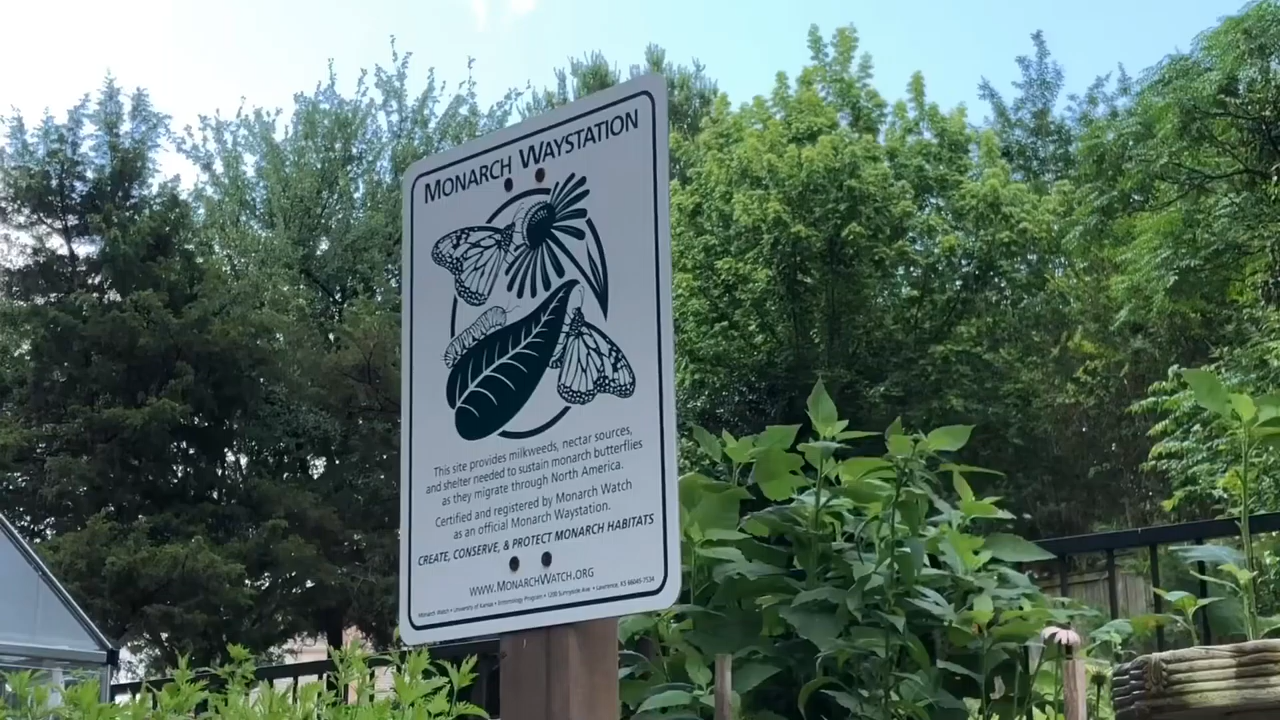 MONARCH WAYSTATION
This site provides milkweeds, nectar sources,
and shelter needed to sustain monarch butterflies
as they migrate through North America.
Certified and registered by Monarch Watch
as an official Monarch Waystation.
CREATE, CONSERVE, & PROTECT MONARCH HABITATS
WWW.MONARCHWATCH.ORG
Monarch Watch • University of Kansas • Entomology Program • 1200 Sunnyside Ave • Lawrence, KS 66045-7534